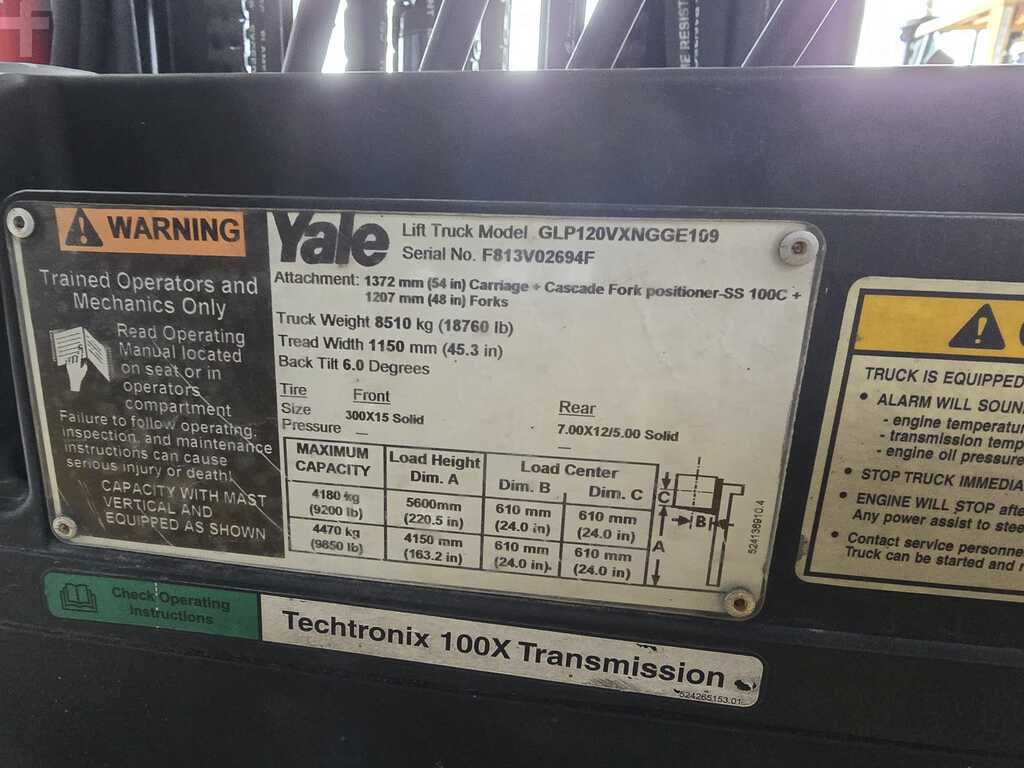 WARNING
Trained Operators and
Mechanics Only
Read Operating
Manual located
on seat or in
operators
compartment
Failure to follow operating,
inspection, and maintenance
instructions can cause
serious injury or death!
CAPACITY WITH MAST
VERTICAL AND
EQUIPPED AS SHOWN
Yale
Lift Truck Model GLP120VXNGGE109
Serial No. F813V02694F
Attachment: 1372 mm (54 in) Carriage + Cascade Fork positioner-SS 100C +
1207 mm (48 in) Forks
Truck Weight 8510 kg (18760 lb)
Tread Width 1150 mm (45.3 in)
Back Tilt 6.0 Degrees
Tire Front Rear
Size 300X15 Solid 7.00X12/5.00 Solid
Pressure — —
MAXIMUM CAPACITY Load Height Dim. A Load Center Dim. B Dim. C
4180 kg (9200 lb) 5600mm (220.5 in) 610 mm (24.0 in) 610 mm (24.0 in)
4470 kg (9850 lb) 4150 mm (163.2 in) 610 mm (24.0 in) 610 mm (24.0 in)
C
B
A
524138910.4
Check Operating
Instructions
Techtronix 100X Transmission
524265153.01
TRUCK IS EQUIPPED
• ALARM WILL SOUN
- engine temperatu
- transmission temp
- engine oil pressure
• STOP TRUCK IMMEDIA
• ENGINE WILL STOP afte
Any power assist to stee
• Contact service personne
Truck can be started and